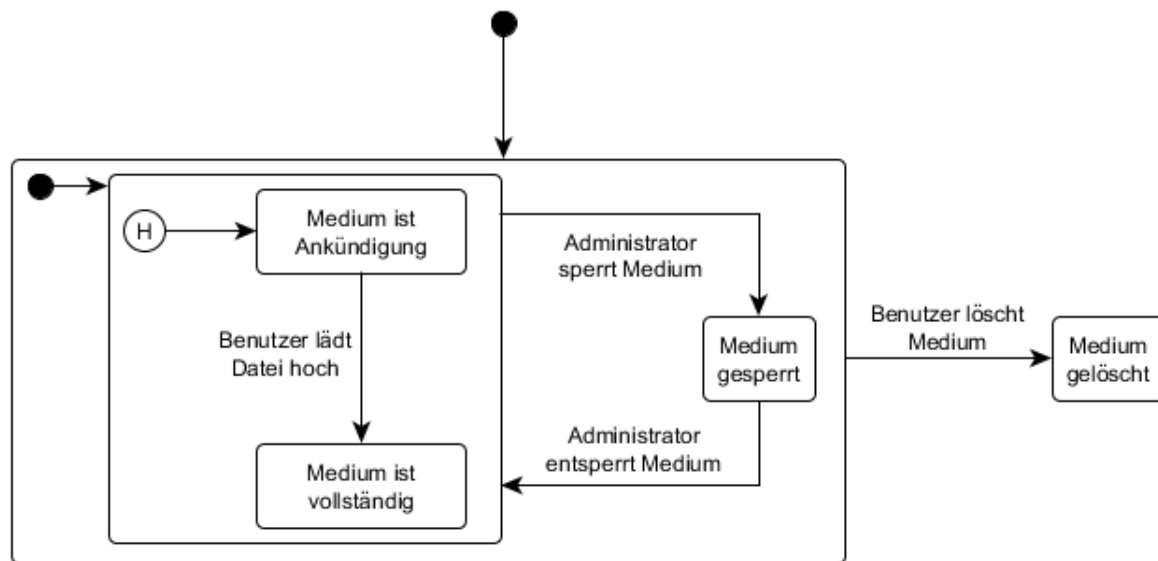 H
Medium ist
Ankündigung
Administrator
sperrt Medium
Benutzer lädt
Datei hoch
Medium
gesperrt
Benutzer löscht
Medium
Medium
gelöscht
Administrator
entsperrt Medium
Medium ist
vollständig